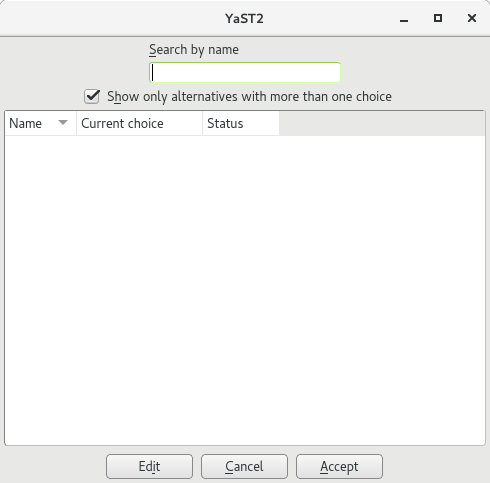 YaST2
Search by name
Show only alternatives with more than one choice
Name Current choice Status
Edit Cancel Accept